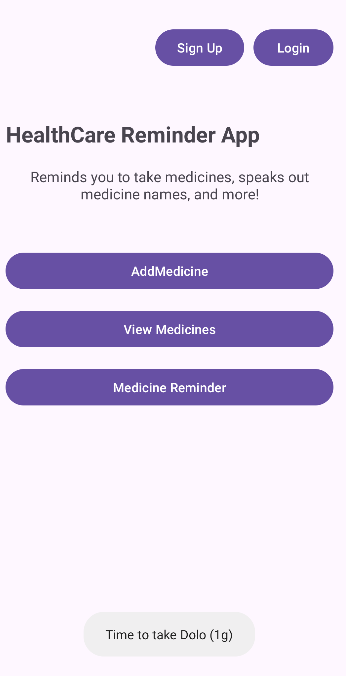 Sign Up
Login
HealthCare Reminder App
Reminds you to take medicines, speaks out
medicine names, and more!
AddMedicine
View Medicines
Medicine Reminder
Time to take Dolo (1g)